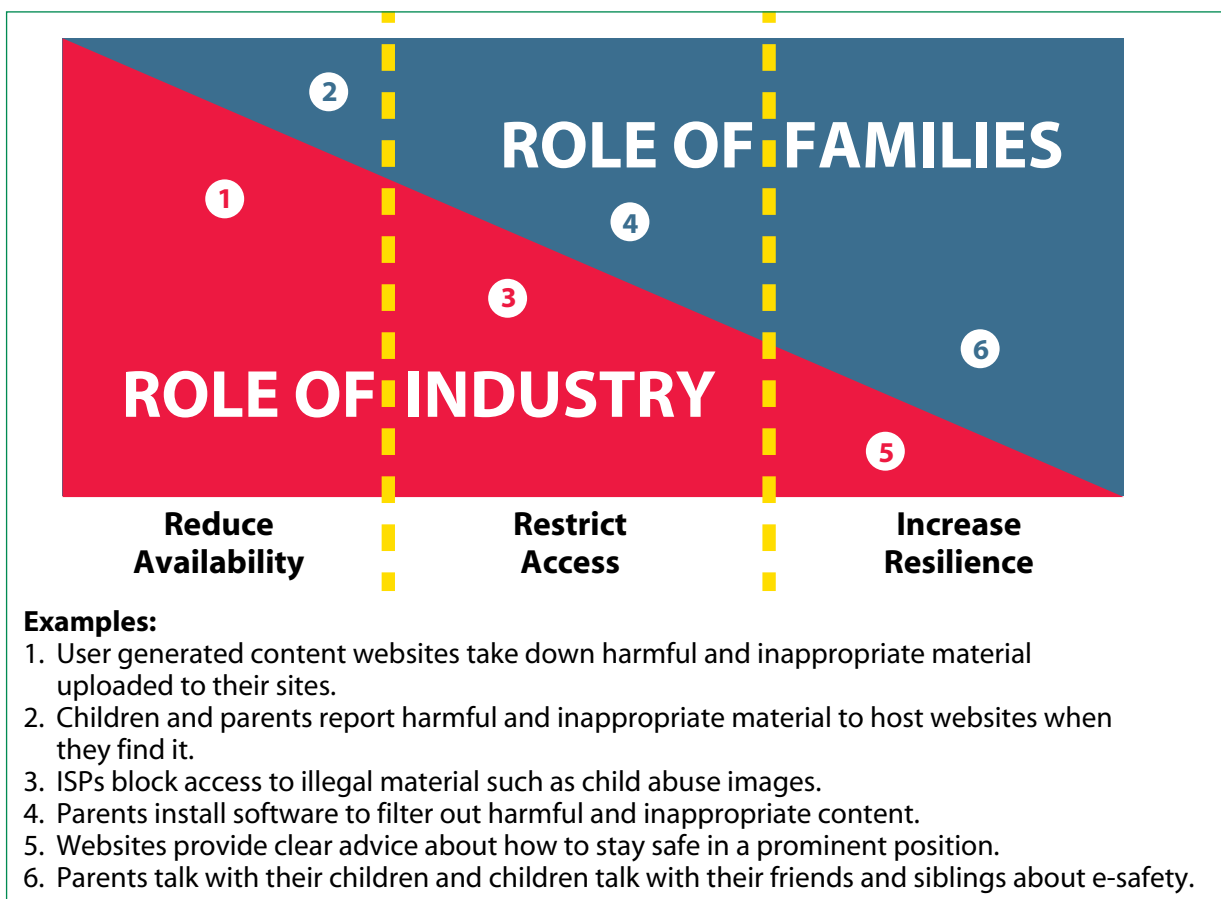 2
ROLE OF FAMILIES
1
4
3
6
ROLE OF INDUSTRY
5
Reduce
Availability
Restrict
Access
Increase
Resilience
Examples:
1. User generated content websites take down harmful and inappropriate material
uploaded to their sites.
2. Children and parents report harmful and inappropriate material to host websites when
they find it.
3. ISPs block access to illegal material such as child abuse images.
4. Parents install software to filter out harmful and inappropriate content.
5. Websites provide clear advice about how to stay safe in a prominent position.
6. Parents talk with their children and children talk with their friends and siblings about e-safety.